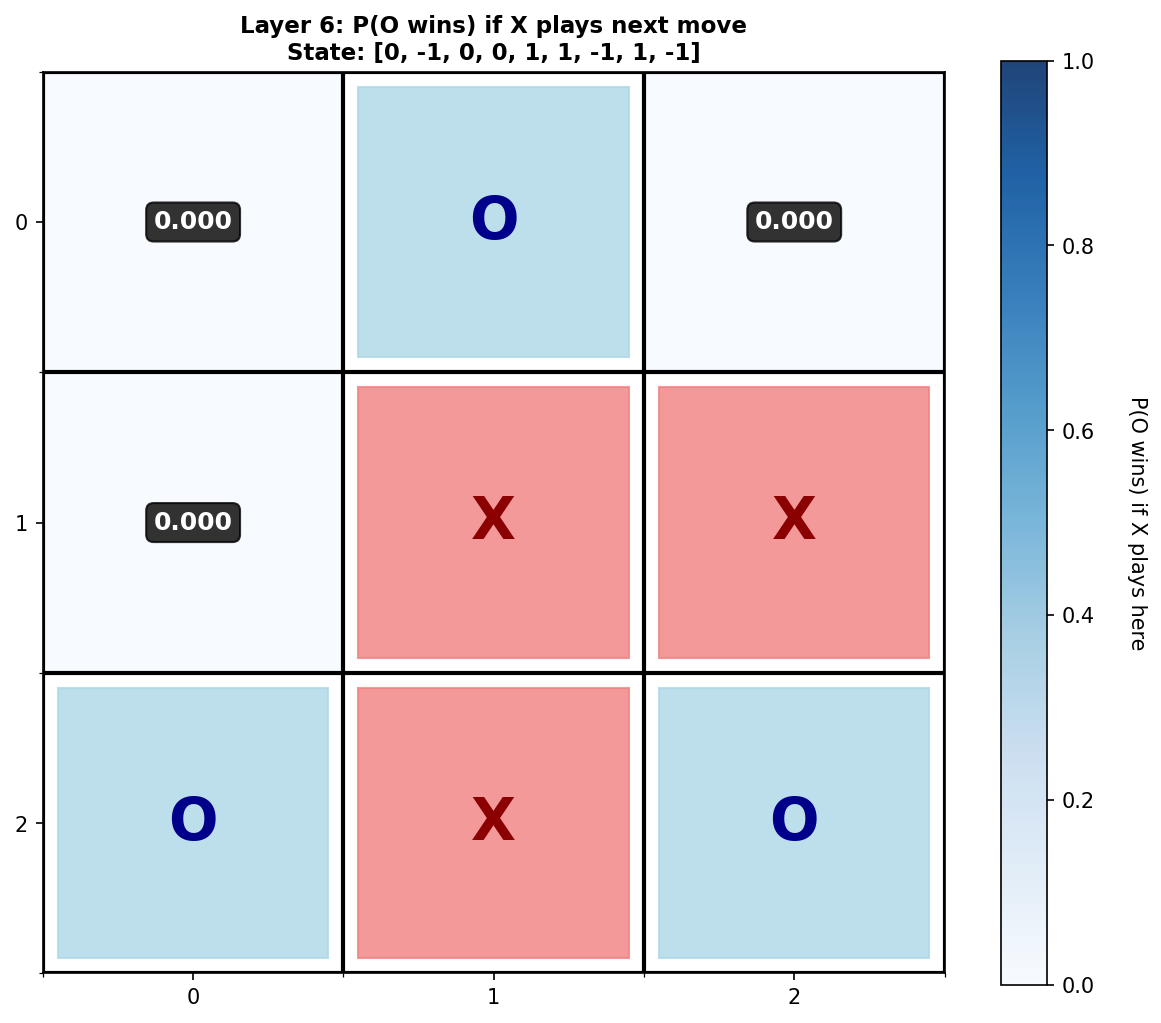 Layer 6: P(O wins) if X plays next move
State: [0, -1, 0, 0, 1, 1, -1, 1, -1]
0.000 O 0.000
0.000 X X
O X O
0
1
2
0 1 2
1.0
0.8
0.6
0.4
0.2
0.0
P(O wins) if X plays here